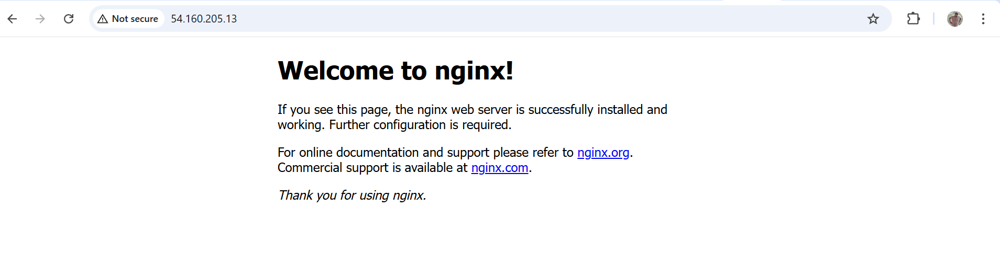 Not secure
54.160.205.13
Welcome to nginx!
If you see this page, the nginx web server is successfully installed and
working. Further configuration is required.
For online documentation and support please refer to nginx.org.
Commercial support is available at nginx.com.
Thank you for using nginx.